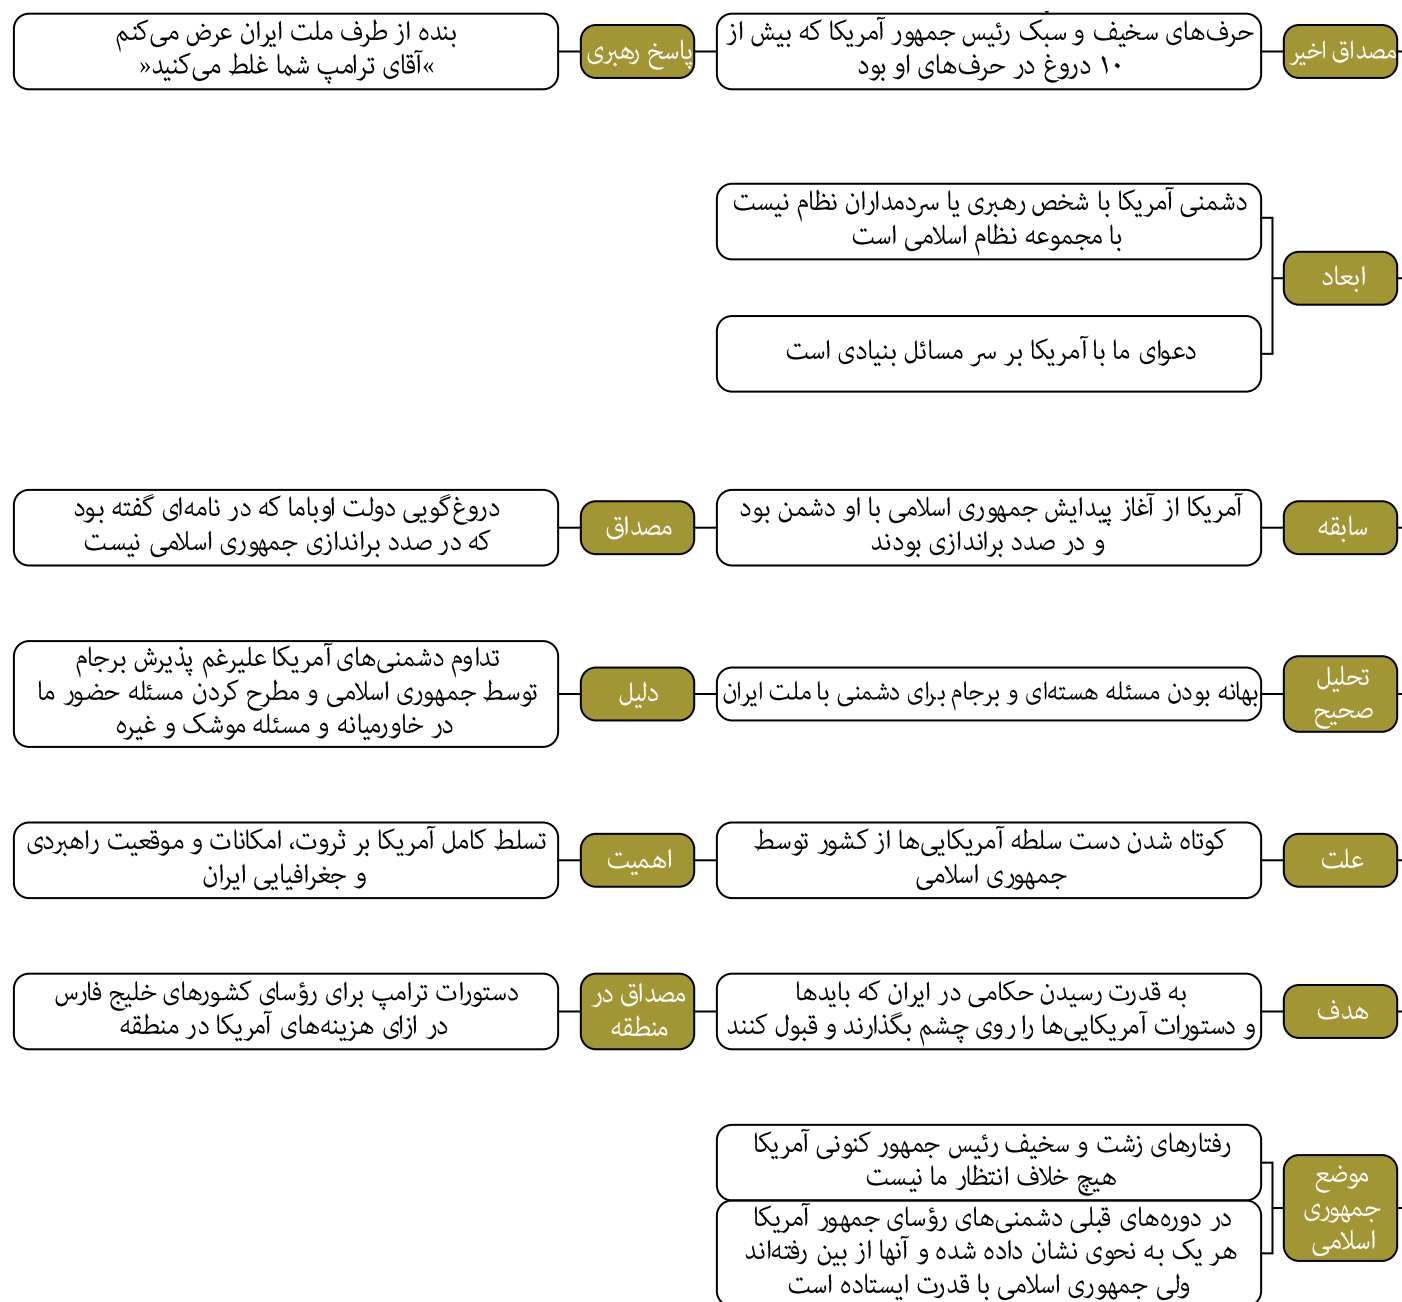 مصداق اخیر
حرف‌های سخیف و سبک رئیس جمهور آمریکا که بیش از
۱۰ دروغ در حرف‌های او بود
پاسخ رهبری
بنده از طرف ملت ایران عرض می‌کنم
»آقای ترامپ شما غلط می‌کنید«
ابعاد
دشمنی آمریکا با شخص رهبری یا سردمداران نظام نیست
با مجموعه نظام اسلامی است
دعوای ما با آمریکا بر سر مسائل بنیادی است
سابقه
آمریکا از آغاز پیدایش جمهوری اسلامی با او دشمن بود
و در صدد براندازی بودند
مصداق
دروغ‌گویی دولت اوباما که در نامه‌ای گفته بود
که در صدد براندازی جمهوری اسلامی نیست
تحلیل
صحیح
بهانه بودن مسئله هسته‌ای و برجام برای دشمنی با ملت ایران
دلیل
تداوم دشمنی‌های آمریکا علیرغم پذیرش برجام
توسط جمهوری اسلامی و مطرح کردن مسئله حضور ما
در خاورمیانه و مسئله موشک و غیره
علت
کوتاه شدن دست سلطه آمریکایی‌ها از کشور توسط
جمهوری اسلامی
اهمیت
تسلط کامل آمریکا بر ثروت، امکانات و موقعیت راهبردی
و جغرافیایی ایران
هدف
به قدرت رسیدن حکامی در ایران که بایدها
و دستورات آمریکایی‌ها را روی چشم بگذارند و قبول کنند
مصداق در
منطقه
دستورات ترامپ برای رؤسای کشورهای خلیج فارس
در ازای هزینه‌های آمریکا در منطقه
موضع
جمهوری
اسلامی
رفتارهای زشت و سخیف رئیس جمهور کنونی آمریکا
هیچ خلاف انتظار ما نیست
در دوره‌های قبلی دشمنی‌های رؤسای جمهور آمریکا
هر یک به نحوی نشان داده شده و آنها از بین رفته‌اند
ولی جمهوری اسلامی با قدرت ایستاده است